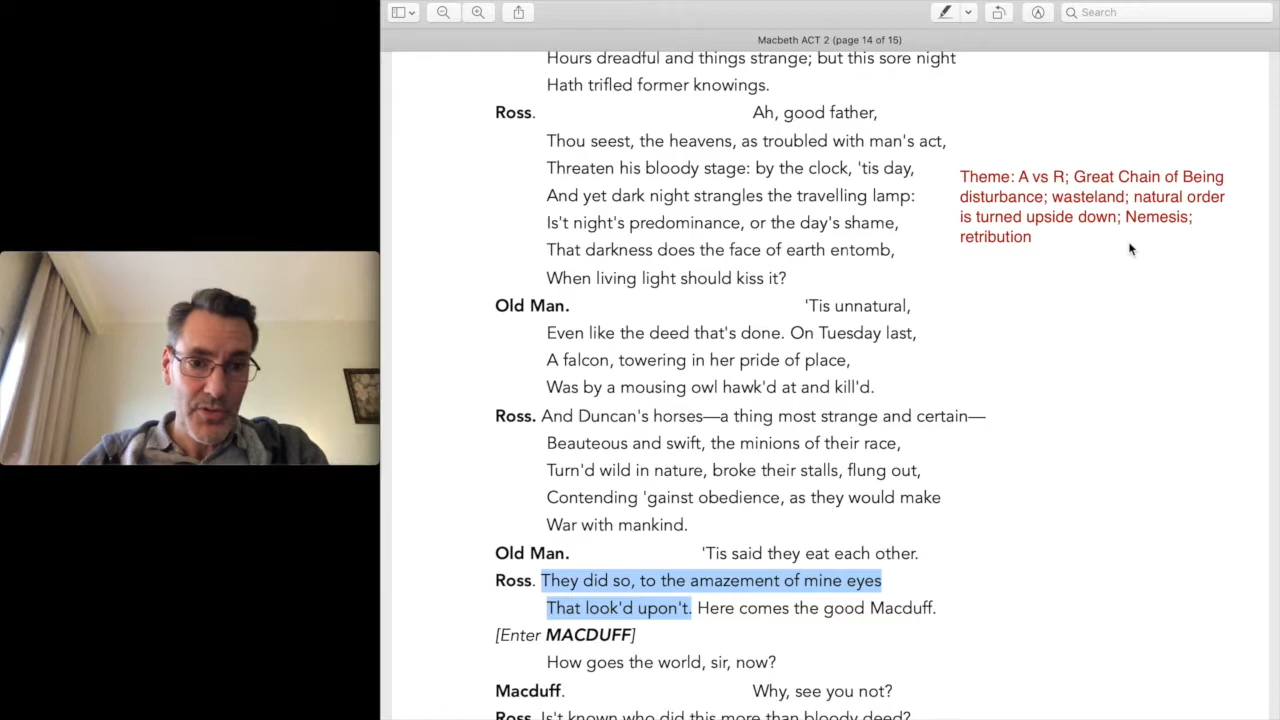 Search
Macbeth ACT 2 (page 14 of 15)
Hours dreadful and things strange; but this sore night
Hath trifled former knowings.
Ross. Ah, good father,
Thou seest, the heavens, as troubled with man's act,
Threaten his bloody stage: by the clock, 'tis day,
And yet dark night strangles the travelling lamp:
Is't night's predominance, or the day's shame,
That darkness does the face of earth entomb,
When living light should kiss it?
Theme: A vs R; Great Chain of Being
disturbance; wasteland; natural order
is turned upside down; Nemesis;
retribution
Old Man. 'Tis unnatural,
Even like the deed that's done. On Tuesday last,
A falcon, towering in her pride of place,
Was by a mousing owl hawk'd at and kill'd.
Ross. And Duncan's horses—a thing most strange and certain—
Beauteous and swift, the minions of their race,
Turn'd wild in nature, broke their stalls, flung out,
Contending 'gainst obedience, as they would make
War with mankind.
Old Man. 'Tis said they eat each other.
Ross. They did so, to the amazement of mine eyes
That look'd upon't. Here comes the good Macduff.
[Enter MACDUFF]
How goes the world, sir, now?
Macduff. Why, see you not?
Ross. Is't known who did this more than bloody deed?